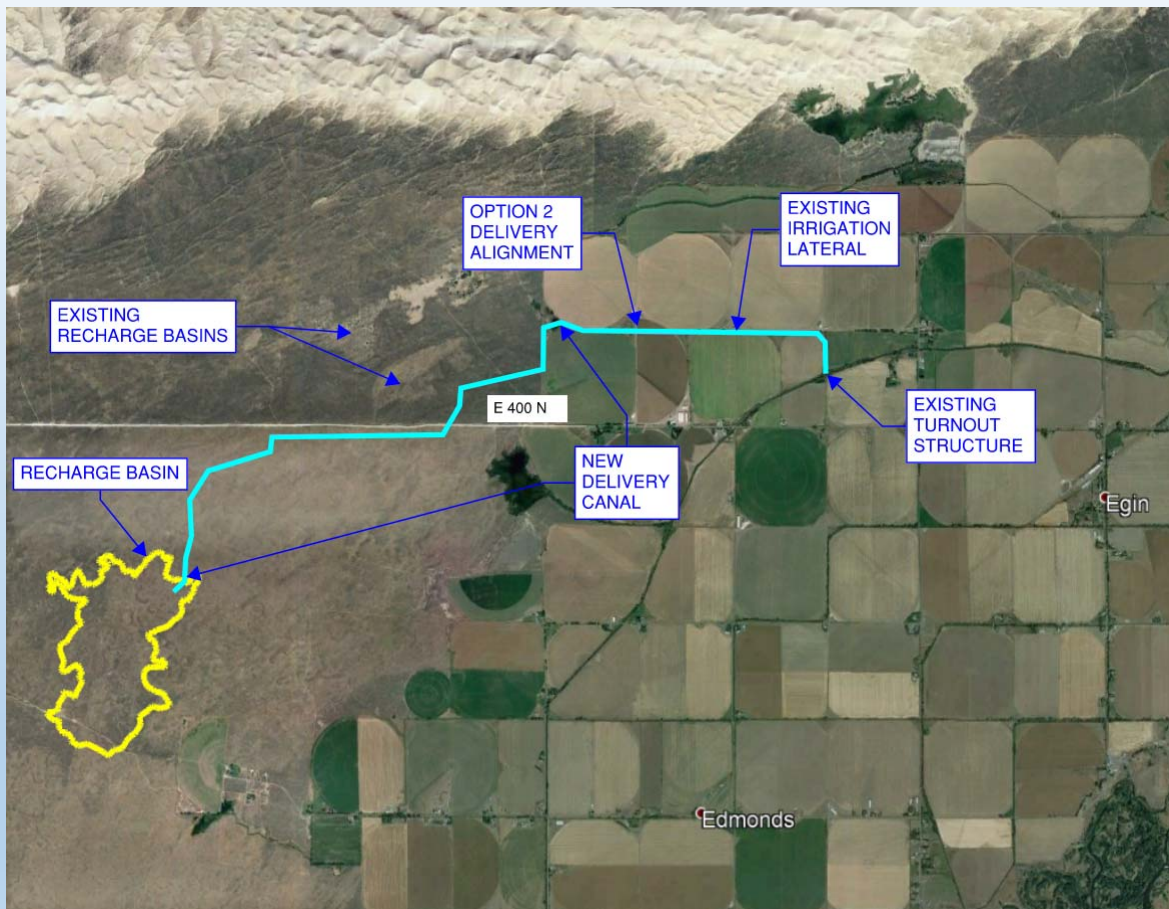 OPTION 2
DELIVERY
ALIGNMENT
EXISTING
IRRIGATION
LATERAL
EXISTING
RECHARGE BASINS
E 400 N
EXISTING
TURNOUT
STRUCTURE
RECHARGE BASIN
NEW
DELIVERY
CANAL
Egin
Edmonds